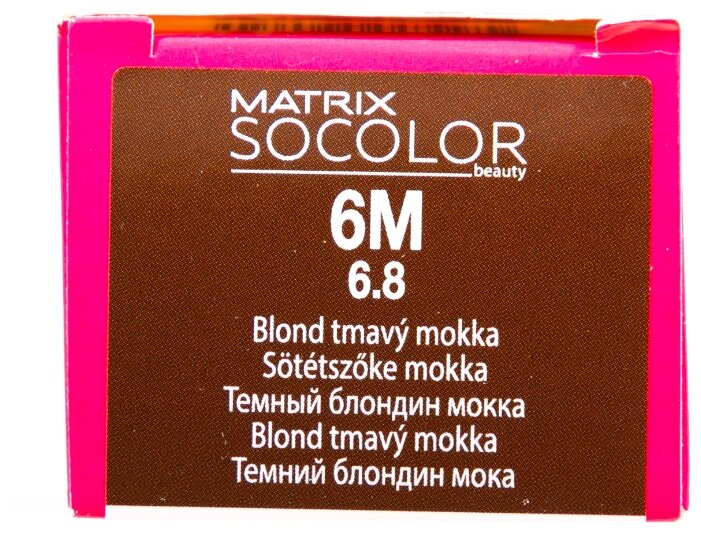 MATRIX
SOCOLOR
beauty
6M
6.8
Blond tmavý mokka
Sötétszőke mokka
Темный блондин мокка
Blond tmavý mokka
Темний блондин мока